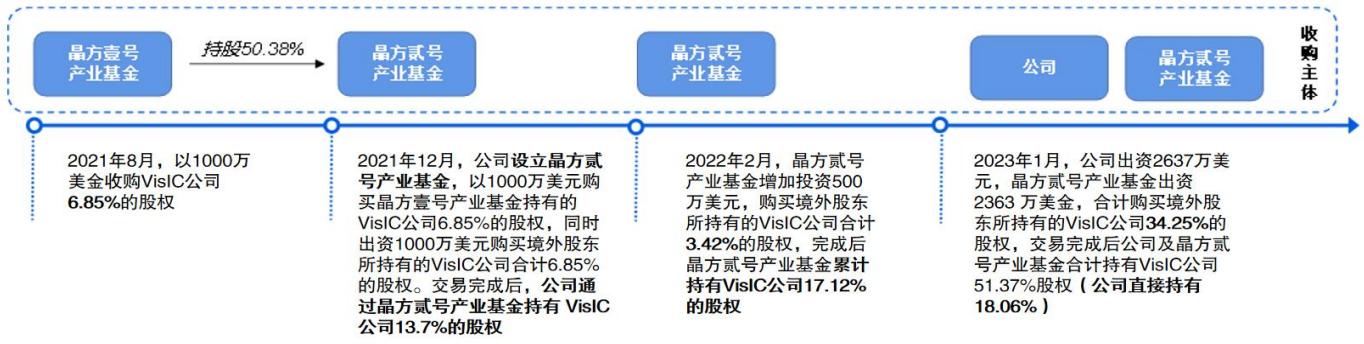 晶方壹号
产业基金
持股50.38%
晶方贰号
产业基金
晶方贰号
产业基金
公司
晶方贰号
产业基金
收购主体
2021年8月，以1000万
美金收购VisIC公司
6.85%的股权
2021年12月，公司设立晶方贰
号产业基金，以1000万美元购
买晶方壹号产业基金持有的
VisIC公司6.85%的股权，同时
出资1000万美元购买境外股东
所持有的VisIC公司合计6.85%
的股权。交易完成后，公司通
过晶方贰号产业基金持有 VisIC
公司13.7%的股权
2022年2月，晶方贰号
产业基金增加投资500
万美元，购买境外股东
所持有的VisIC公司合计
3.42%的股权，完成后
晶方贰号产业基金累计
持有VisIC公司17.12%
的股权
2023年1月，公司出资2637万美
元，晶方贰号产业基金出资
2363 万美金，合计购买境外股
东所持有的VisIC公司34.25%的
股权，交易完成后公司及晶方贰
号产业基金合计持有VisIC公司
51.37%股权（公司直接持有
18.06%）